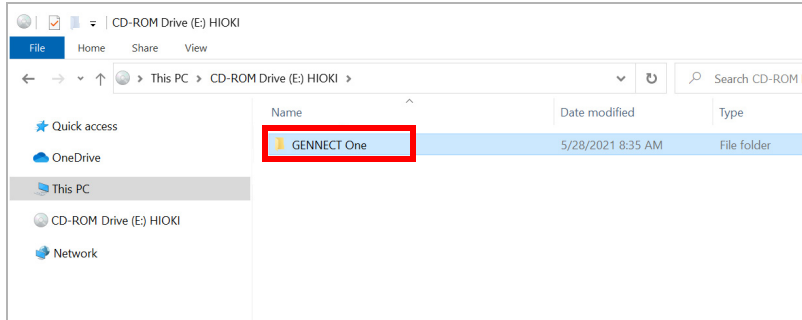 CD-ROM Drive (E:) HIOKI
File Home Share View
This PC CD-ROM Drive (E:) HIOKI Search CD-ROM
Name Date modified Type
Quick access
GENNECT One 5/28/2021 8:35 AM File folder
OneDrive
This PC
CD-ROM Drive (E:) HIOKI
Network